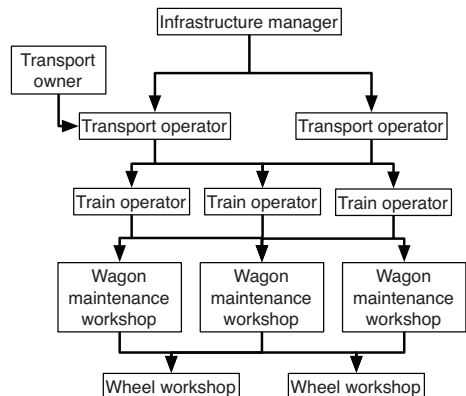 Infrastructure manager
Transport
owner
Transport operator
Transport operator
Train operator
Train operator
Train operator
Wagon
maintenance
workshop
Wagon
maintenance
workshop
Wagon
maintenance
workshop
Wheel workshop
Wheel workshop